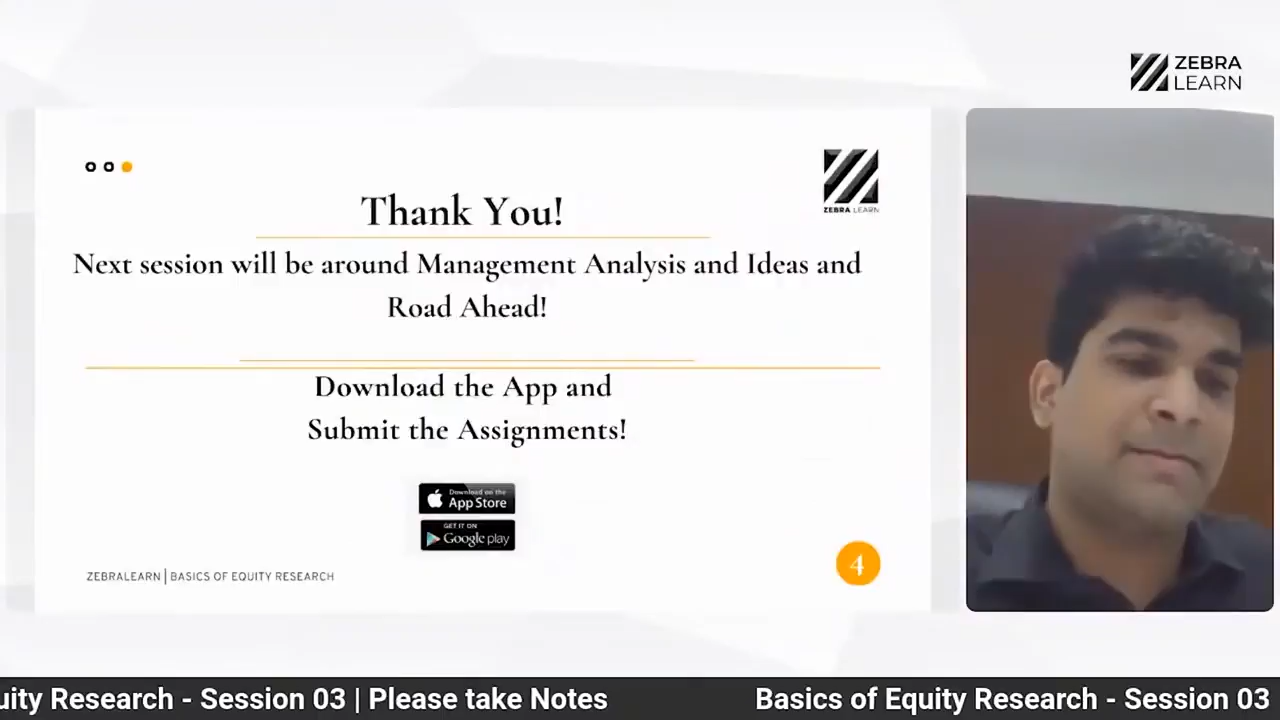 ZEBRA
LEARN
ZEBRA LEARN
Thank You!
Next session will be around Management Analysis and Ideas and
Road Ahead!
Download the App and
Submit the Assignments!
Download on the
App Store
GET IT ON
Google play
ZEBRALEARN | BASICS OF EQUITY RESEARCH
4
uity Research - Session 03 | Please take Notes
Basics of Equity Research - Session 03